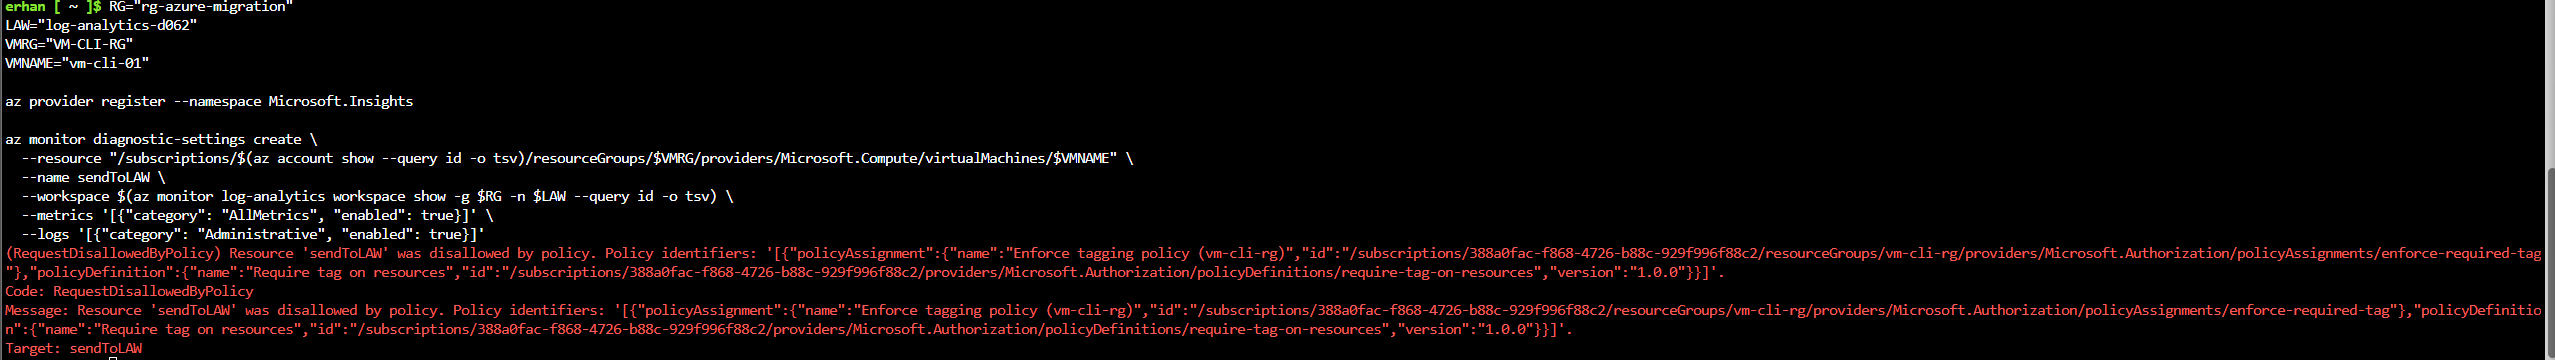 erhan [ ~ ]$ RG="rg-azure-migration"
LAW="log-analytics-d062"
VMRG="VM-CLI-RG"
VMNAME="vm-cli-01"
az provider register --namespace Microsoft.Insights
az monitor diagnostic-settings create \
  --resource "/subscriptions/$(az account show --query id -o tsv)/resourceGroups/$VMRG/providers/Microsoft.Compute/virtualMachines/$VMNAME" \
  --name sendToLAW \
  --workspace $(az monitor log-analytics workspace show -g $RG -n $LAW --query id -o tsv) \
  --metrics '[{"category": "AllMetrics", "enabled": true}]' \
  --logs '[{"category": "Administrative", "enabled": true}]'
(RequestDisallowedByPolicy) Resource 'sendToLAW' was disallowed by policy. Policy identifiers: '[{"policyAssignment":{"name":"Enforce tagging policy (vm-cli-rg)","id":"/subscriptions/388a0fac-f868-4726-b88c-929f996f88c2/resourceGroups/vm-cli-rg/providers/Microsoft.Authorization/policyAssignments/enforce-required-tag
"},"policyDefinition":{"name":"Require tag on resources","id":"/subscriptions/388a0fac-f868-4726-b88c-929f996f88c2/providers/Microsoft.Authorization/policyDefinitions/require-tag-on-resources","version":"1.0.0"}}]'.
Code: RequestDisallowedByPolicy
Message: Resource 'sendToLAW' was disallowed by policy. Policy identifiers: '[{"policyAssignment":{"name":"Enforce tagging policy (vm-cli-rg)","id":"/subscriptions/388a0fac-f868-4726-b88c-929f996f88c2/resourceGroups/vm-cli-rg/providers/Microsoft.Authorization/policyAssignments/enforce-required-tag"},"policyDefinitio
n":{"name":"Require tag on resources","id":"/subscriptions/388a0fac-f868-4726-b88c-929f996f88c2/providers/Microsoft.Authorization/policyDefinitions/require-tag-on-resources","version":"1.0.0"}}]'.
Target: sendToLAW